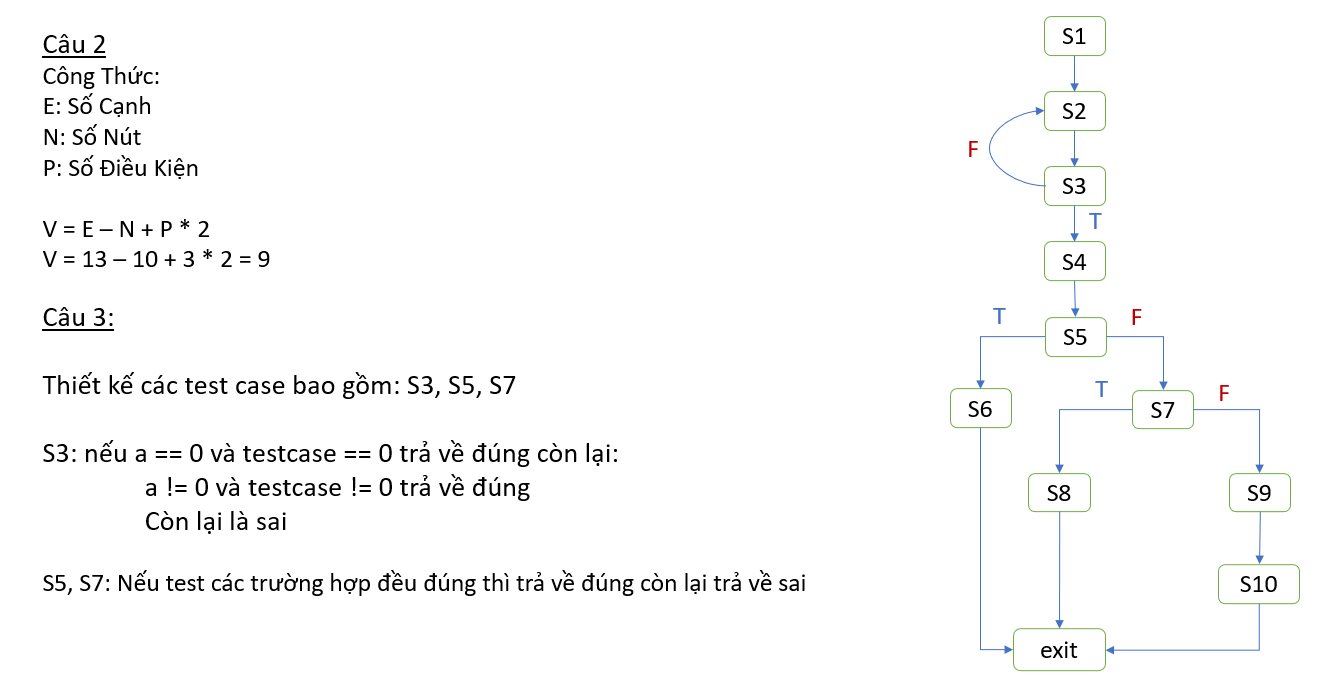 Câu 2
Công Thức:
E: Số Cạnh
N: Số Nút
P: Số Điều Kiện
V = E – N + P * 2
V = 13 – 10 + 3 * 2 = 9
Câu 3:
Thiết kế các test case bao gồm: S3, S5, S7
S3: nếu a == 0 và testcase == 0 trả về đúng còn lại:
a != 0 và testcase != 0 trả về đúng
Còn lại là sai
S5, S7: Nếu test các trường hợp đều đúng thì trả về đúng còn lại trả về sai
S1
S2
F
S3
T
S4
T
F
S5
T
F
S6
S7
S8
S9
S10
exit